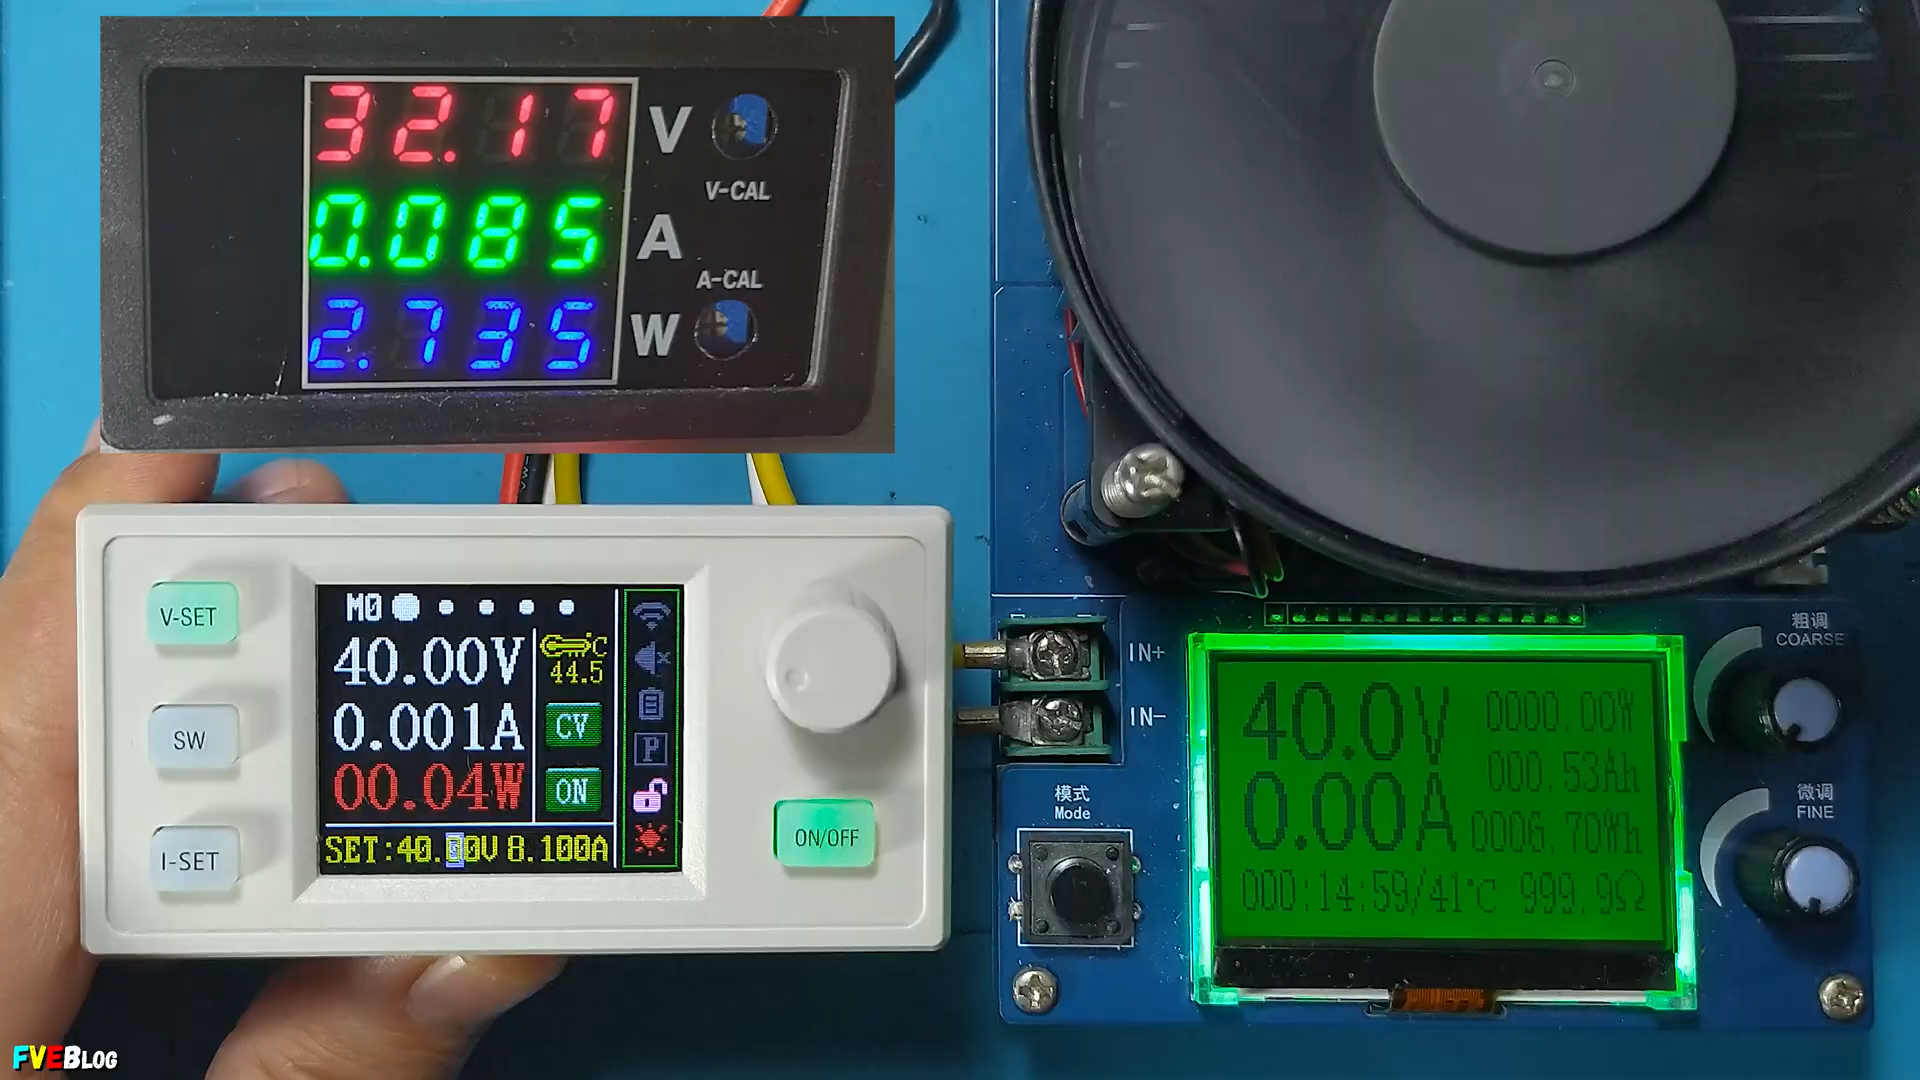 32.17 V
V-CAL
0.085 A
A-CAL
2.735 W
V-SET
SW
I-SET
M0
40.00V
0.001A
00.04W
C
44.5
CV
ON
P
SET:40.00V 8.100A
ON/OFF
IN+
IN-
模式
Mode
40.0V
0.00A
0000.00W
000.53Ah
0006.70Wh
000:14:59/41℃ 999.9Ω
粗调
COARSE
微调
FINE
FVEBLOG